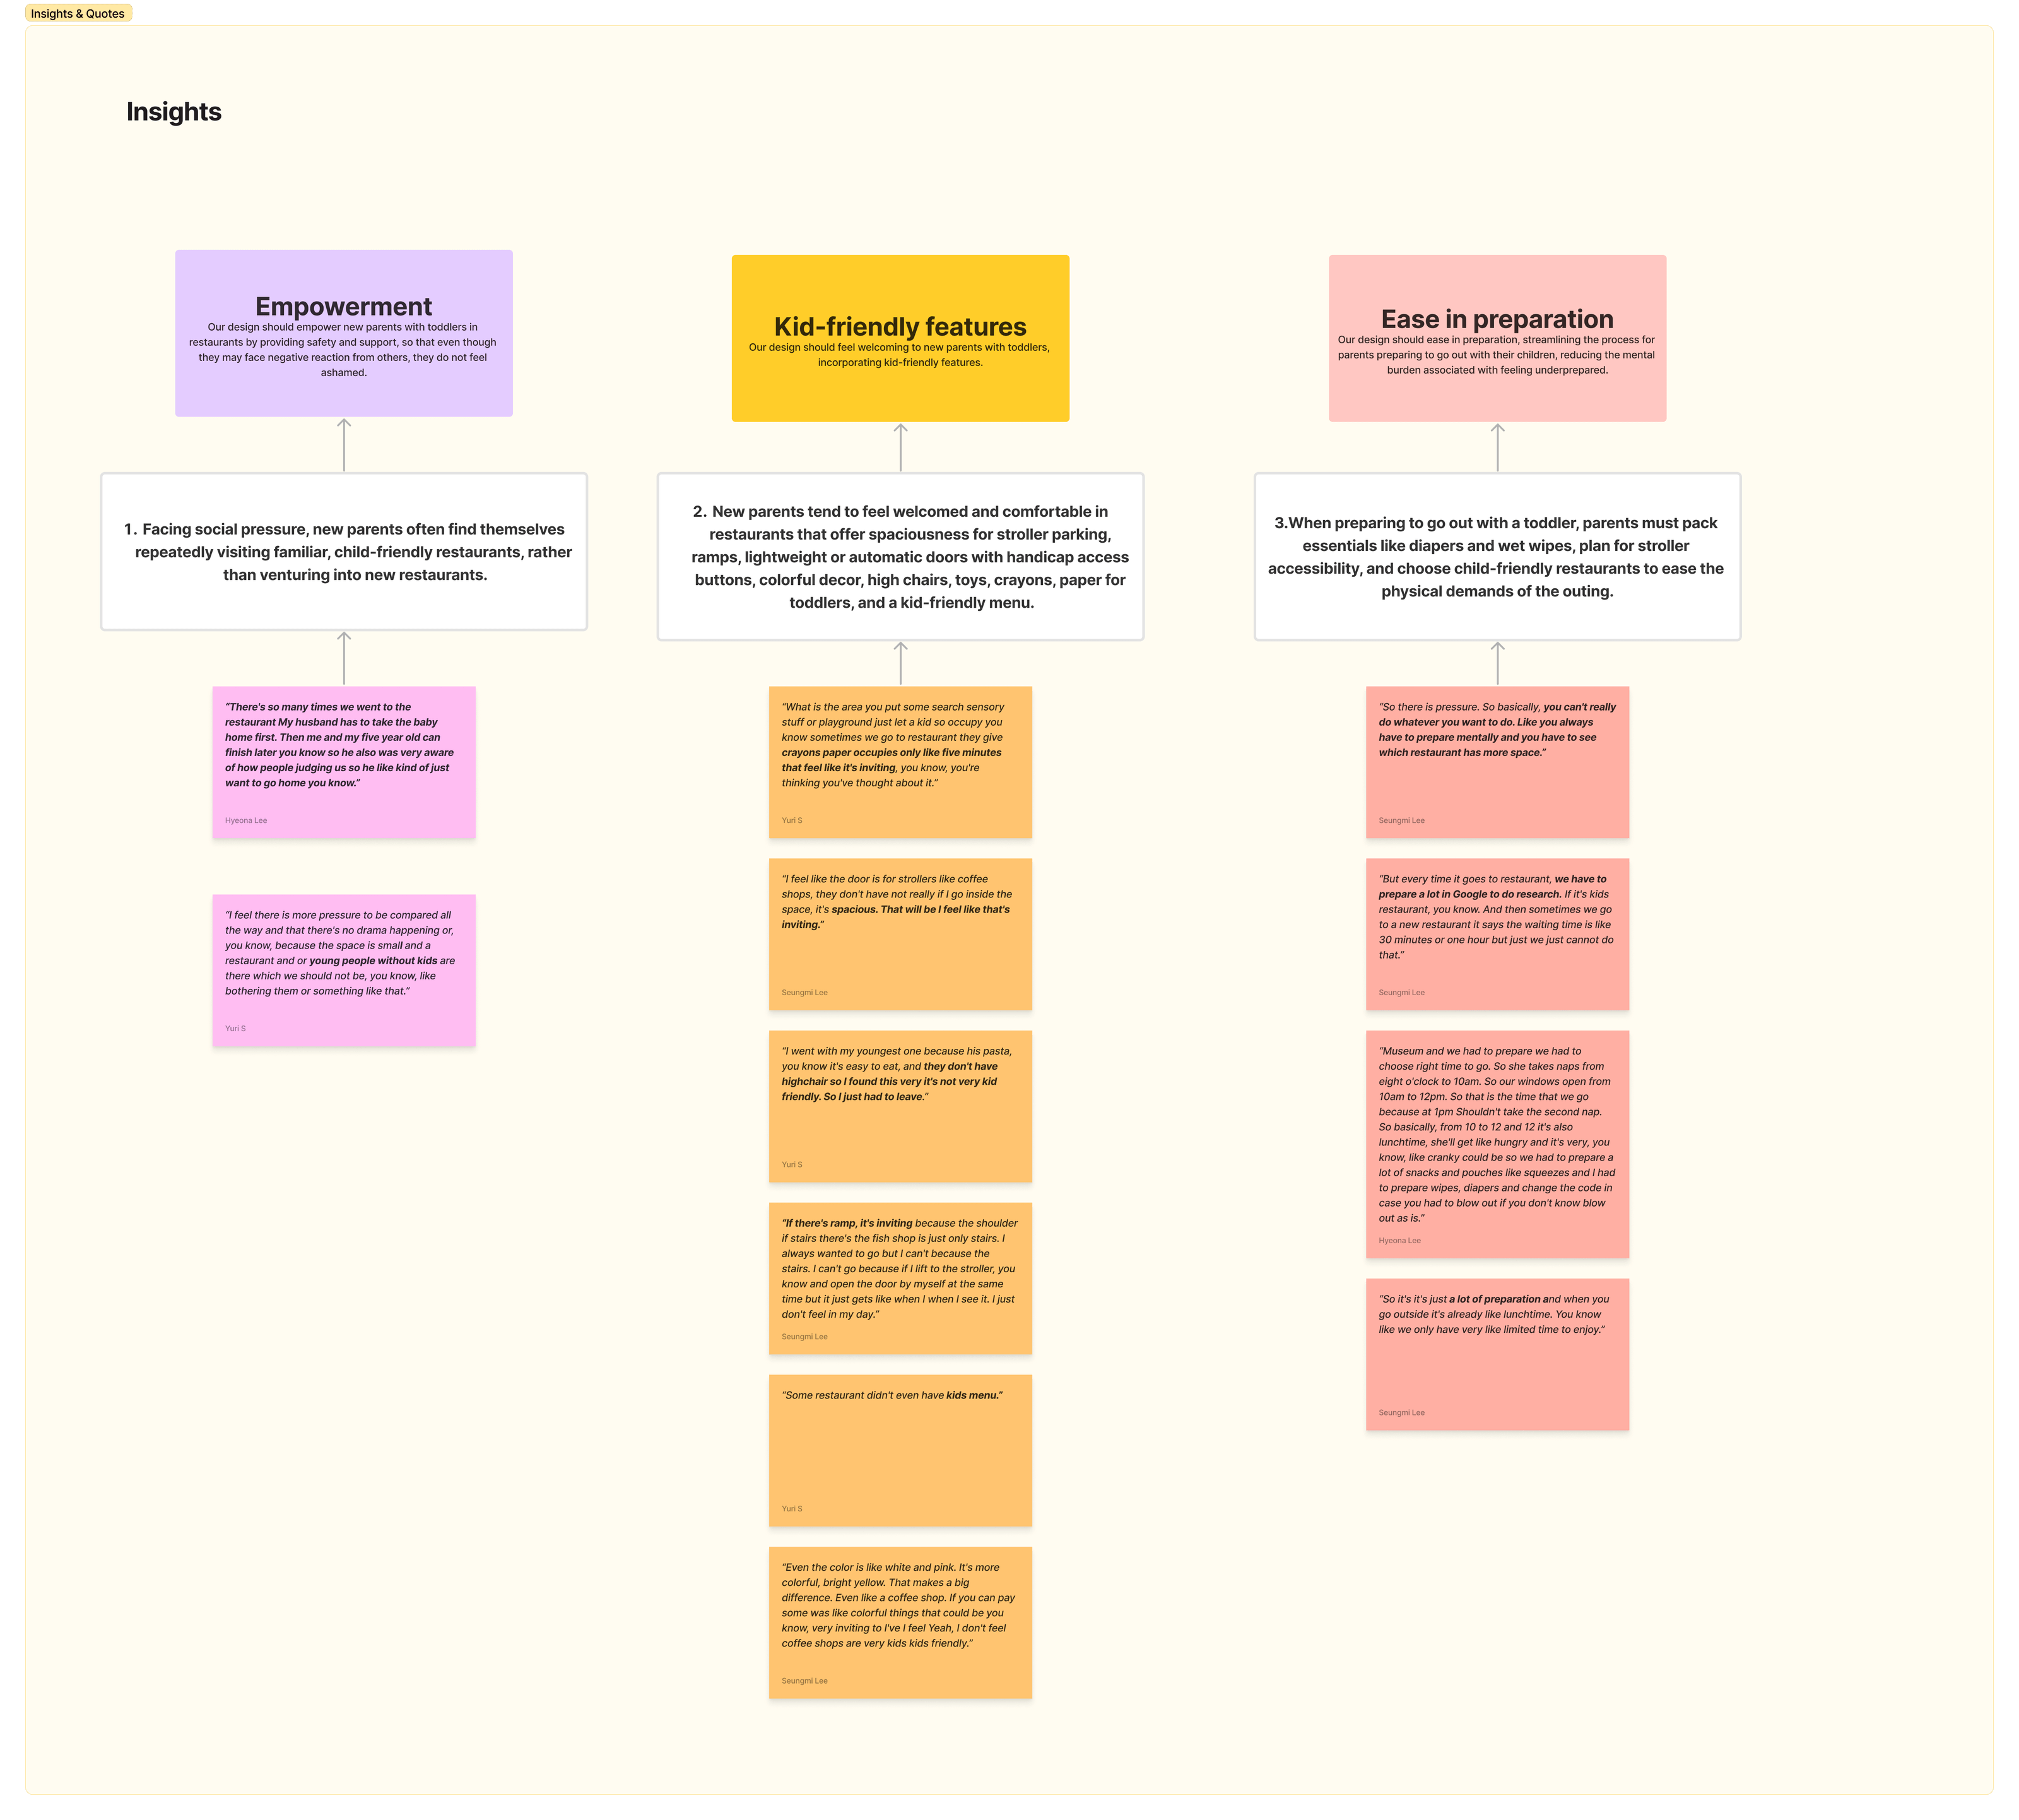 Insights & Quotes
Insights
Empowerment
Our design should empower new parents with toddlers in
restaurants by providing safety and support, so that even though
they may face negative reaction from others, they do not feel
ashamed.
1. Facing social pressure, new parents often find themselves
repeatedly visiting familiar, child-friendly restaurants, rather
than venturing into new restaurants.
"There's so many times we went to the
restaurant My husband has to take the baby
home first. Then me and my five year old can
finish later you know so he also was very aware
of how people judging us so he like kind of just
want to go home you know."
Hyeona Lee
"I feel there is more pressure to be compared all
the way and that there's no drama happening or,
you know, because the space is small and a
restaurant and or young people without kids are
there which we should not be, you know, like
bothering them or something like that."
Yuri S
Kid-friendly features
Our design should feel welcoming to new parents with toddlers,
incorporating kid-friendly features.
2. New parents tend to feel welcomed and comfortable in
restaurants that offer spaciousness for stroller parking,
ramps, lightweight or automatic doors with handicap access
buttons, colorful decor, high chairs, toys, crayons, paper for
toddlers, and a kid-friendly menu.
"What is the area you put some search sensory
stuff or playground just let a kid so occupy you
know sometimes we go to restaurant they give
crayons paper occupies only like five minutes
that feel like it's inviting, you know, you're
thinking you've thought about it."
Yuri S
"I feel like the door is for strollers like coffee
shops, they don't have not really if I go inside the
space, it's spacious. That will be I feel like that's
inviting."
Seungmi Lee
"I went with my youngest one because his pasta,
you know it's easy to eat, and they don't have
highchair so I found this very it's not very kid
friendly. So I just had to leave."
Yuri S
"If there's ramp, it's inviting because the shoulder
if stairs there's the fish shop is just only stairs. I
always wanted to go but I can't because the
stairs. I can't go because if I lift to the stroller, you
know and open the door by myself at the same
time but it just gets like when I when I see it. I just
don't feel in my day."
Seungmi Lee
"Some restaurant didn't even have kids menu."
Yuri S
"Even the color is like white and pink. It's more
colorful, bright yellow. That makes a big
difference. Even like a coffee shop. If you can pay
some was like colorful things that could be you
know, very inviting to I've I feel Yeah, I don't feel
coffee shops are very kids kids friendly."
Seungmi Lee
Ease in preparation
Our design should ease in preparation, streamlining the process for
parents preparing to go out with their children, reducing the mental
burden associated with feeling underprepared.
3.When preparing to go out with a toddler, parents must pack
essentials like diapers and wet wipes, plan for stroller
accessibility, and choose child-friendly restaurants to ease the
physical demands of the outing.
"So there is pressure. So basically, you can't really
do whatever you want to do. Like you always
have to prepare mentally and you have to see
which restaurant has more space."
Seungmi Lee
"But every time it goes to restaurant, we have to
prepare a lot in Google to do research. If it's kids
restaurant, you know. And then sometimes we go
to a new restaurant it says the waiting time is like
30 minutes or one hour but just we just cannot do
that."
Seungmi Lee
"Museum and we had to prepare we had to
choose right time to go. So she takes naps from
eight o'clock to 10am. So our windows open from
10am to 12pm. So that is the time that we go
because at 1pm Shouldn't take the second nap.
So basically, from 10 to 12 and 12 it's also
lunchtime, she'll get like hungry and it's very, you
know, like cranky could be so we had to prepare a
lot of snacks and pouches like squeezes and I had
to prepare wipes, diapers and change the code in
case you had to blow out if you don't know blow
out as is."
Hyeona Lee
"So it's it's just a lot of preparation and when you
go outside it's already like lunchtime. You know
like we only have very like limited time to enjoy."
Seungmi Lee